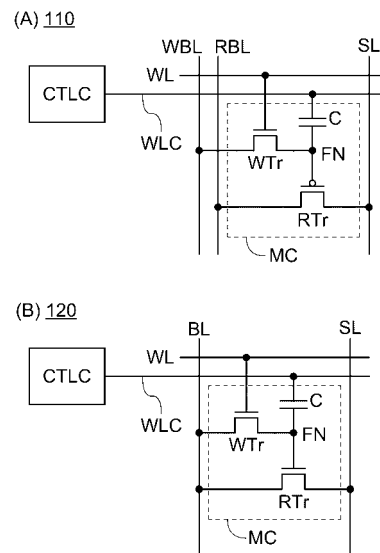 (A) 110
WBL RBL SL
WL
CTLC
WLC
C
WTr
FN
RTr
MC
(B) 120
BL SL
WL
CTLC
WLC
C
WTr
FN
RTr
MC